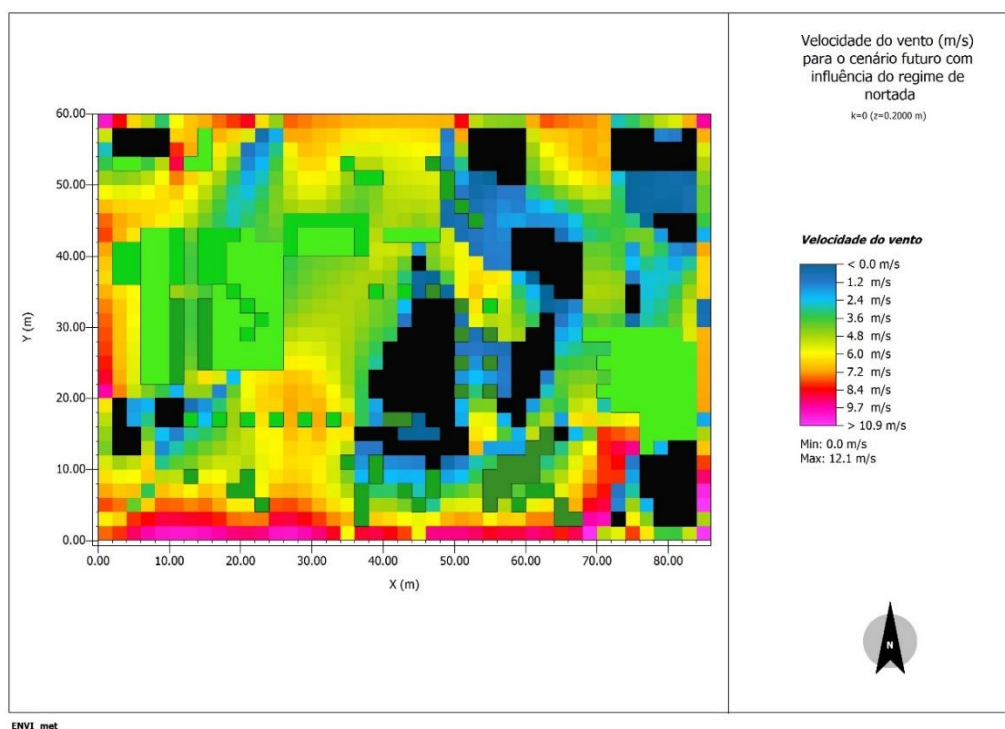 Velocidade do vento (m/s)
para o cenário futuro com
influência do regime de
nortada
k=0 (z=0.2000 m)
60.00
50.00
40.00
30.00
20.00
10.00
0.00
Y (m)
0.00 10.00 20.00 30.00 40.00 50.00 60.00 70.00 80.00
X (m)
Velocidade do vento
< 0.0 m/s
1.2 m/s
2.4 m/s
3.6 m/s
4.8 m/s
6.0 m/s
7.2 m/s
8.4 m/s
9.7 m/s
> 10.9 m/s
Min: 0.0 m/s
Max: 12.1 m/s
N
ENVI_met